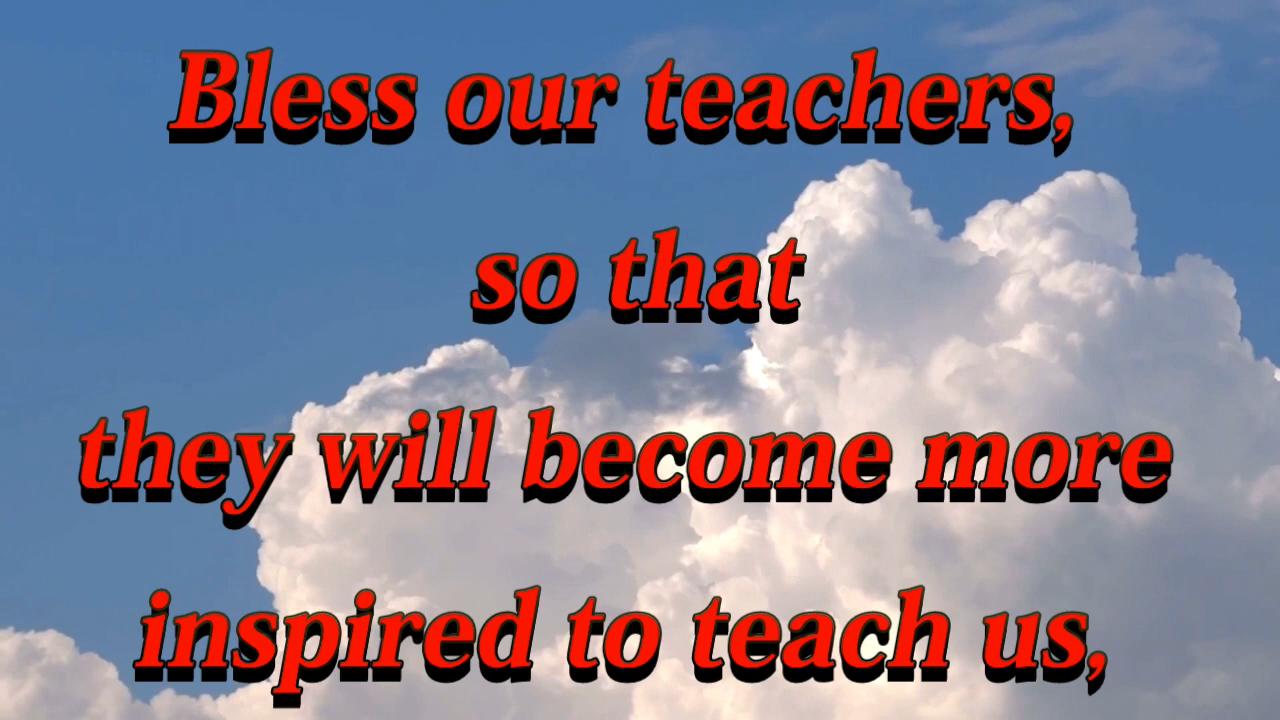 Bless our teachers,
so that
they will become more
inspired to teach us,